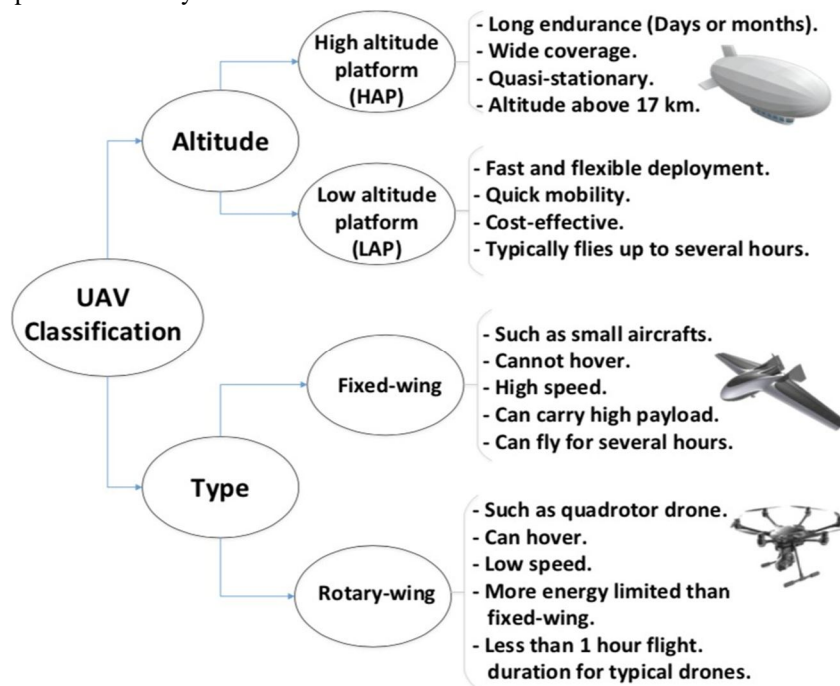 High altitude
platform
(HAP)
- Long endurance (Days or months).
- Wide coverage.
- Quasi-stationary.
- Altitude above 17 km.
Altitude
Low altitude
platform
(LAP)
- Fast and flexible deployment.
- Quick mobility.
- Cost-effective.
- Typically flies up to several hours.
UAV
Classification
Fixed-wing
- Such as small aircrafts.
- Cannot hover.
- High speed.
- Can carry high payload.
- Can fly for several hours.
Type
Rotary-wing
- Such as quadrotor drone.
- Can hover.
- Low speed.
- More energy limited than
fixed-wing.
- Less than 1 hour flight.
duration for typical drones.